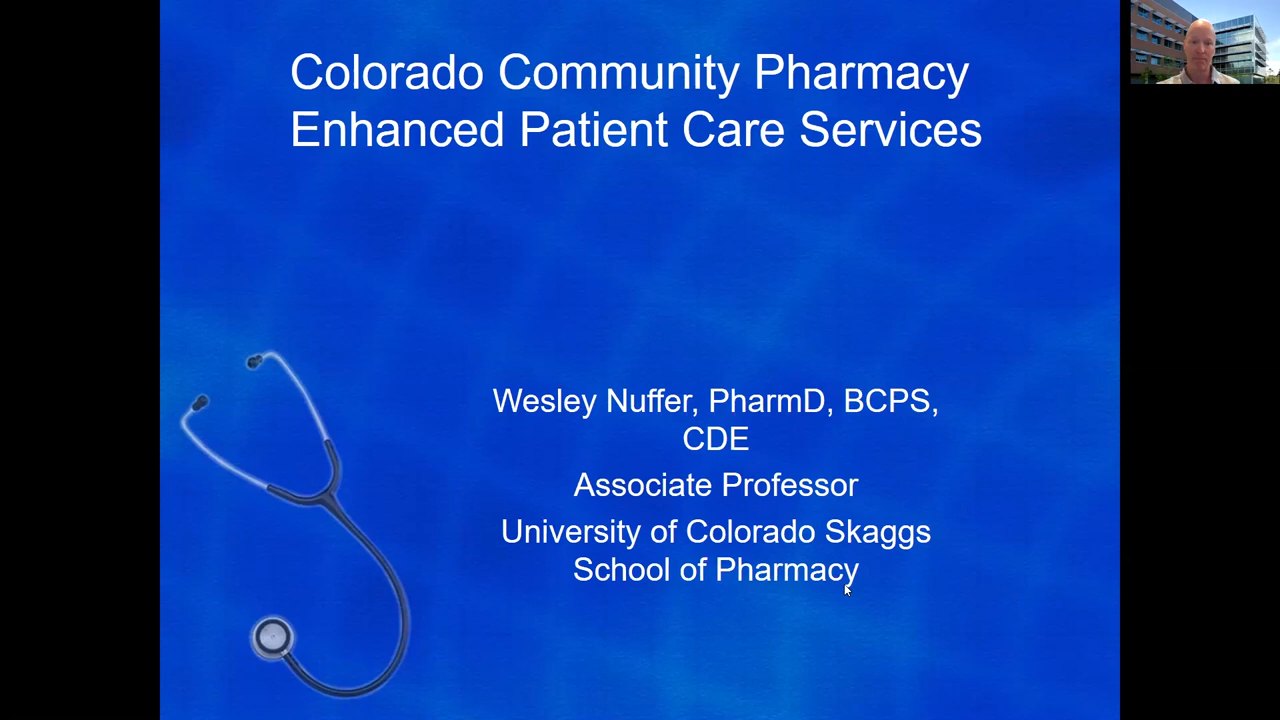 Colorado Community Pharmacy
Enhanced Patient Care Services
Wesley Nuffer, PharmD, BCPS,
CDE
Associate Professor
University of Colorado Skaggs
School of Pharmacy